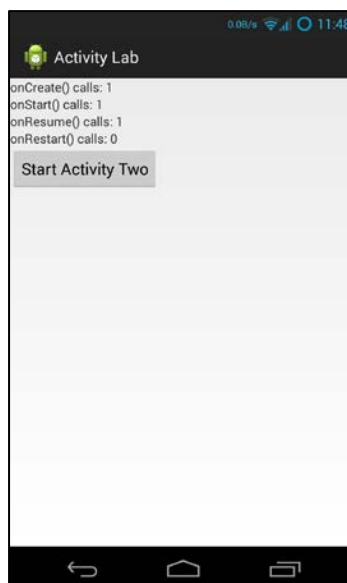 0.0B/s 11:48
Activity Lab
onCreate() calls: 1
onStart() calls: 1
onResume() calls: 1
onRestart() calls: 0
Start Activity Two